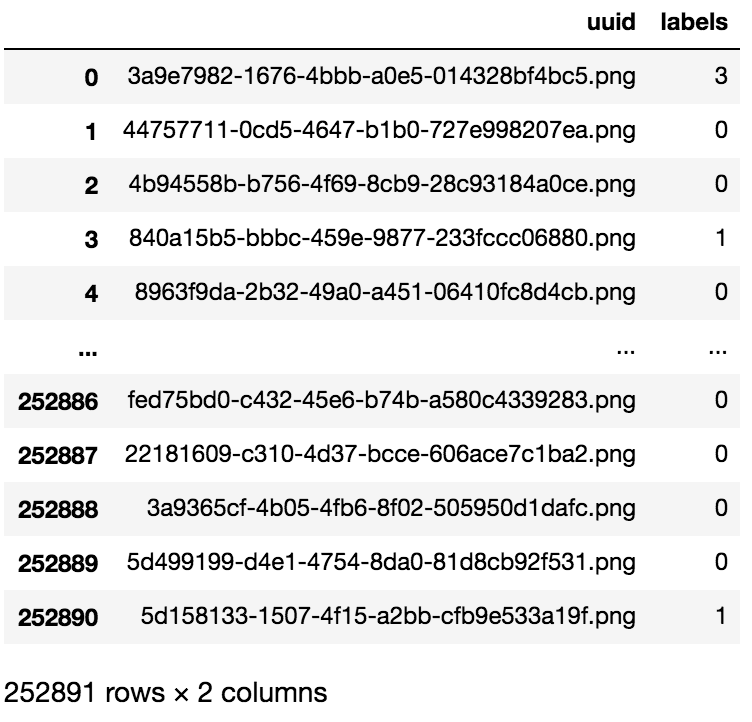 uuid labels
0 3a9e7982-1676-4bbb-a0e5-014328bf4bc5.png 3
1 44757711-0cd5-4647-b1b0-727e998207ea.png 0
2 4b94558b-b756-4f69-8cb9-28c93184a0ce.png 0
3 840a15b5-bbbc-459e-9877-233fccc06880.png 1
4 8963f9da-2b32-49a0-a451-06410fc8d4cb.png 0
... ... ...
252886 fed75bd0-c432-45e6-b74b-a580c4339283.png 0
252887 22181609-c310-4d37-bcce-606ace7c1ba2.png 0
252888 3a9365cf-4b05-4fb6-8f02-505950d1dafc.png 0
252889 5d499199-d4e1-4754-8da0-81d8cb92f531.png 0
252890 5d158133-1507-4f15-a2bb-cfb9e533a19f.png 1
252891 rows × 2 columns